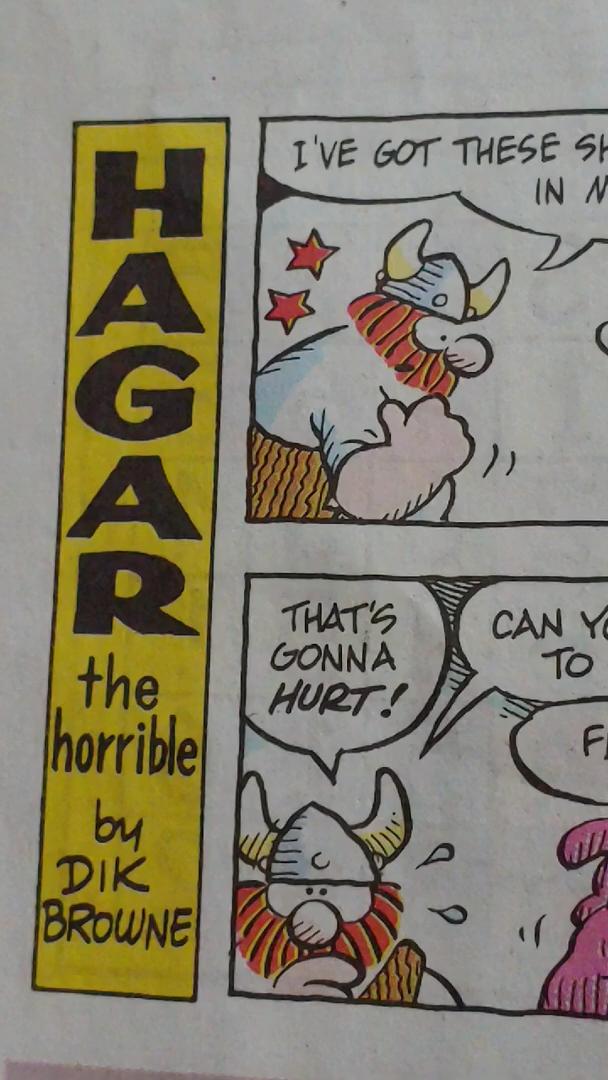 HAGAR
the
horrible
by
DIK
BROWNE
I'VE GOT THESE
IN
THAT'S
GONNA
HURT!
CAN
TO